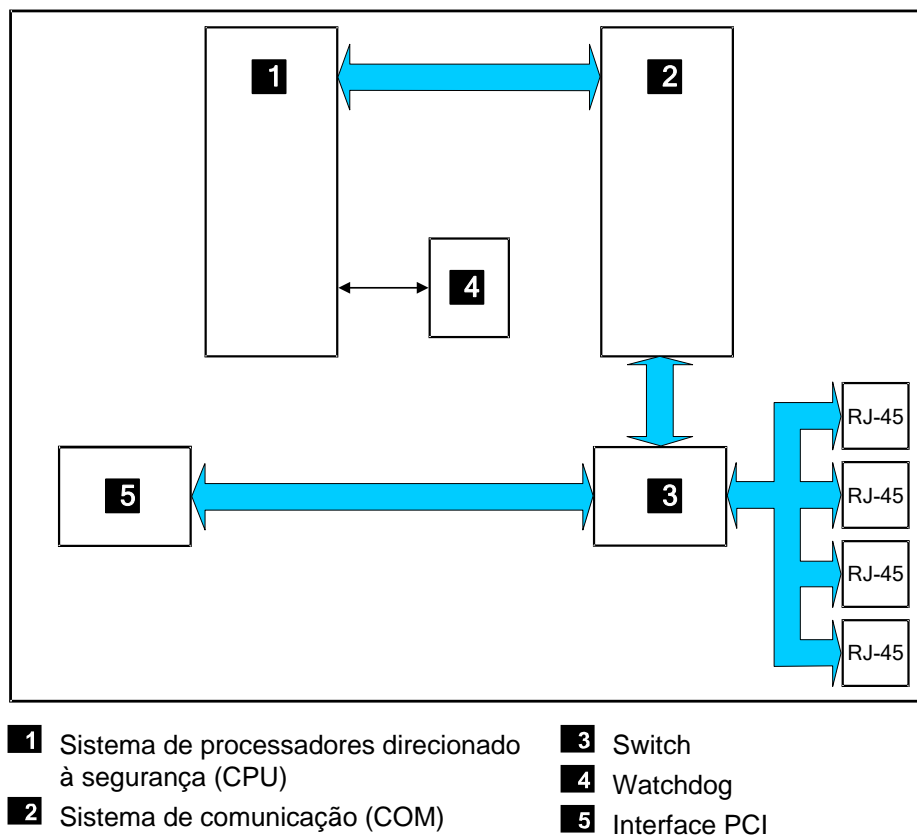 1
2
4
RJ-45
5
3
RJ-45
RJ-45
RJ-45
1 Sistema de processadores direcionado
à segurança (CPU)
2 Sistema de comunicação (COM)
3 Switch
4 Watchdog
5 Interface PCI